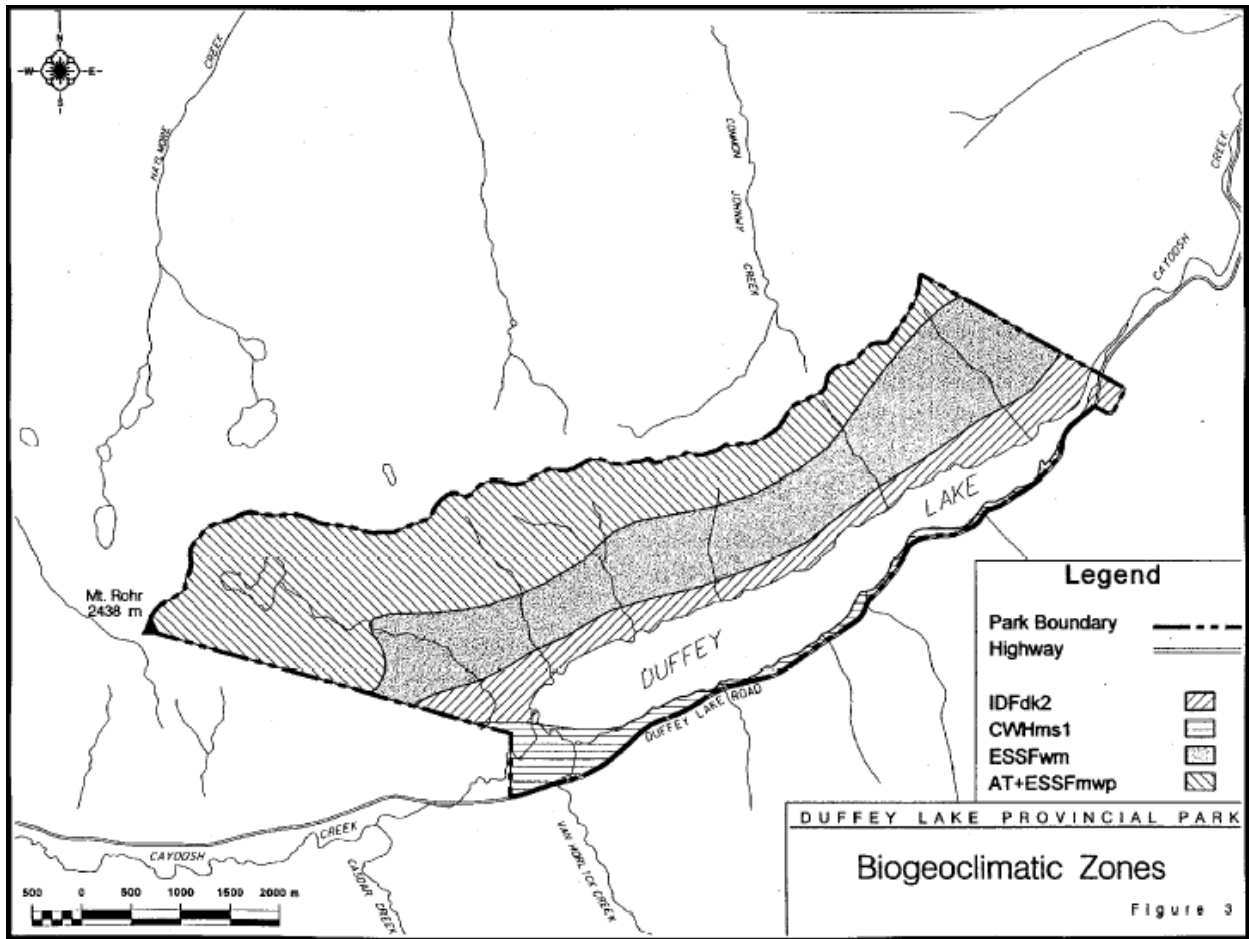 N
W E
S
HAYLMORE CREEK
COMMON JOHNNY CREEK
CAYOOSH CREEK
Mt. Rohr
2438 m
DUFFEY LAKE
DUFFEY LAKE ROAD
CAYOOSH CREEK
CASPAR CREEK
VAN HORLICK CREEK
500 0 500 1000 1500 2000 m
Legend
Park Boundary
Highway
IDFdk2
CWHms1
ESSFwm
AT+ESSFmwp
DUFFEY LAKE PROVINCIAL PARK
Biogeoclimatic Zones
Figure 3